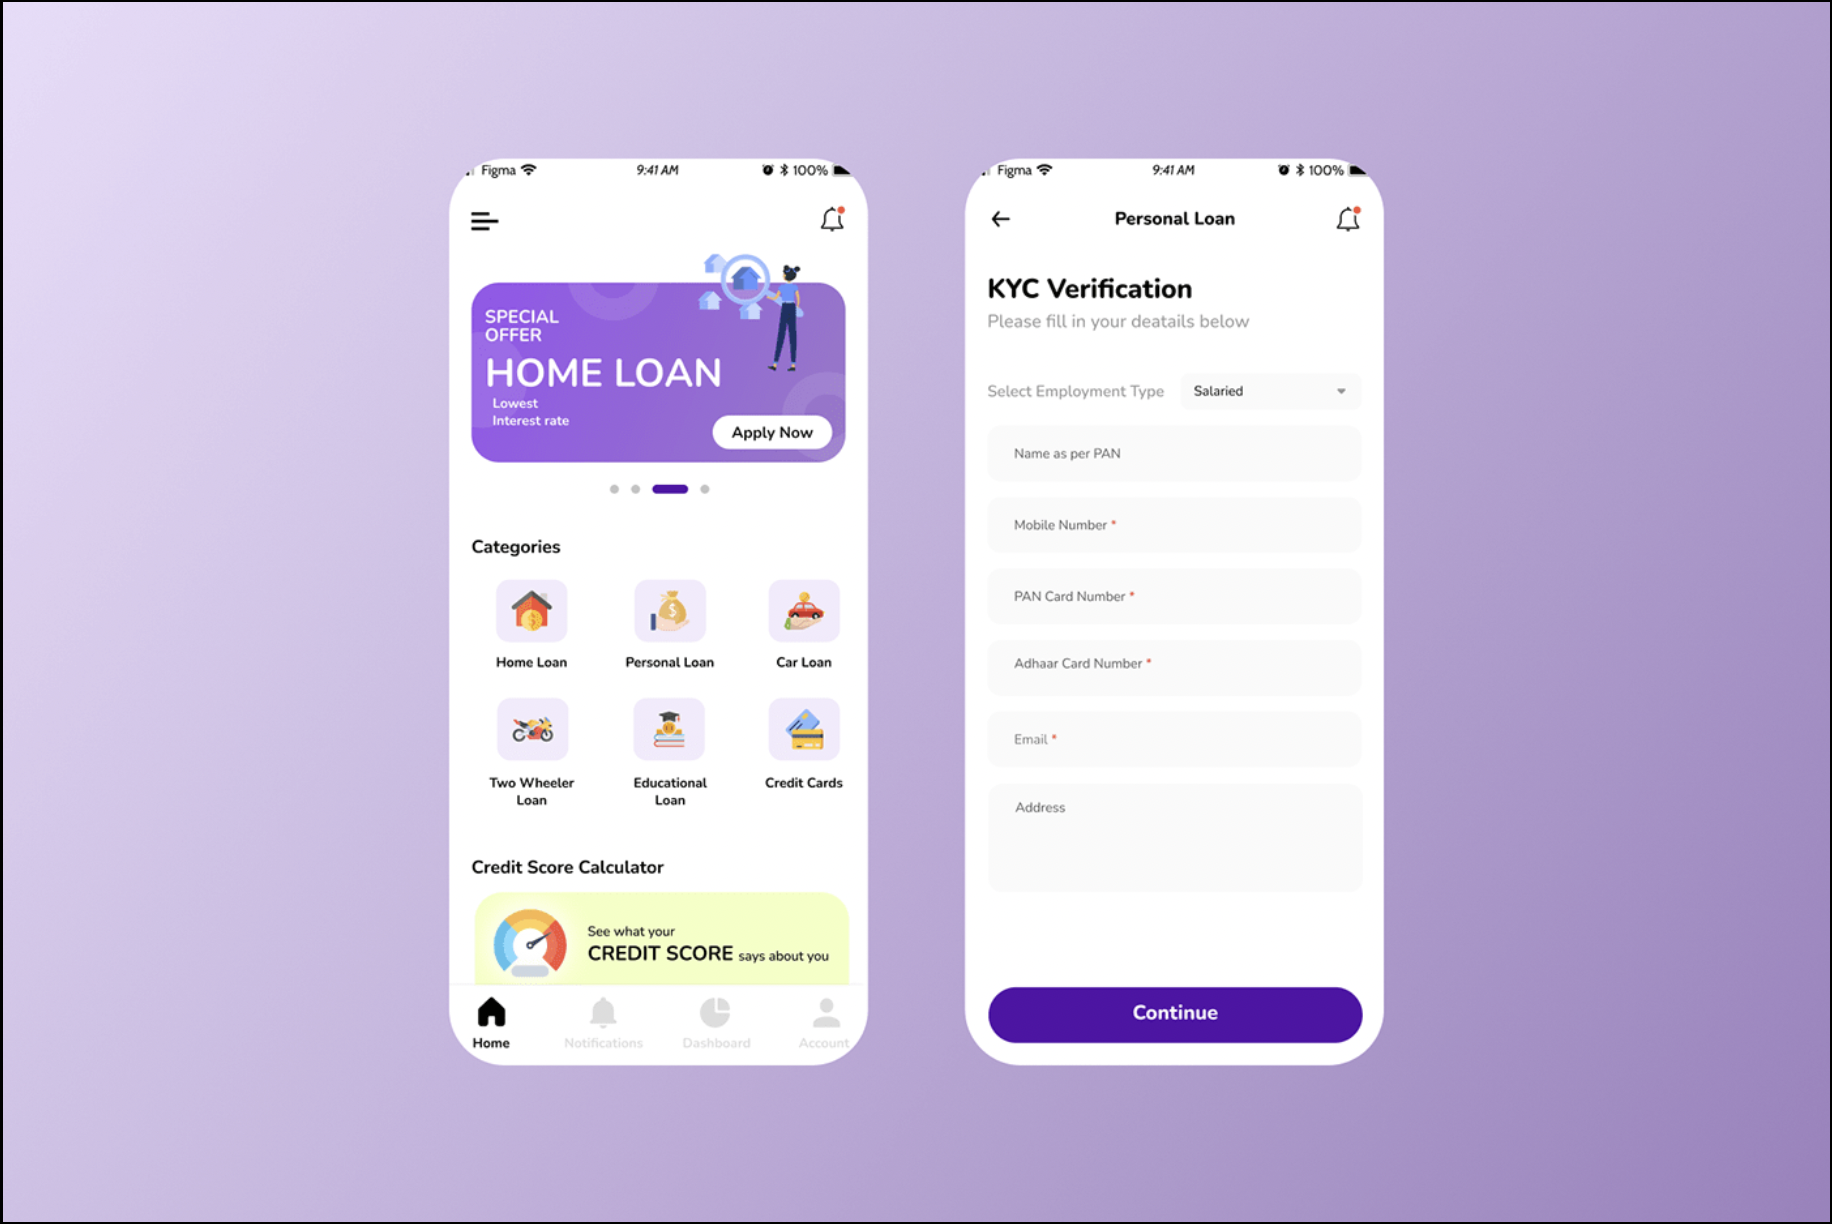 Figma 9:41 AM 100%
SPECIAL
OFFER
HOME LOAN
Lowest
Interest rate
Apply Now
Categories
Home Loan Personal Loan Car Loan
Two Wheeler
Loan
Educational
Loan
Credit Cards
Credit Score Calculator
See what your
CREDIT SCORE says about you
Home Notifications Dashboard Account
Figma 9:41 AM 100%
Personal Loan
KYC Verification
Please fill in your deatails below
Select Employment Type Salaried
Name as per PAN
Mobile Number *
PAN Card Number *
Adhaar Card Number *
Email *
Address
Continue